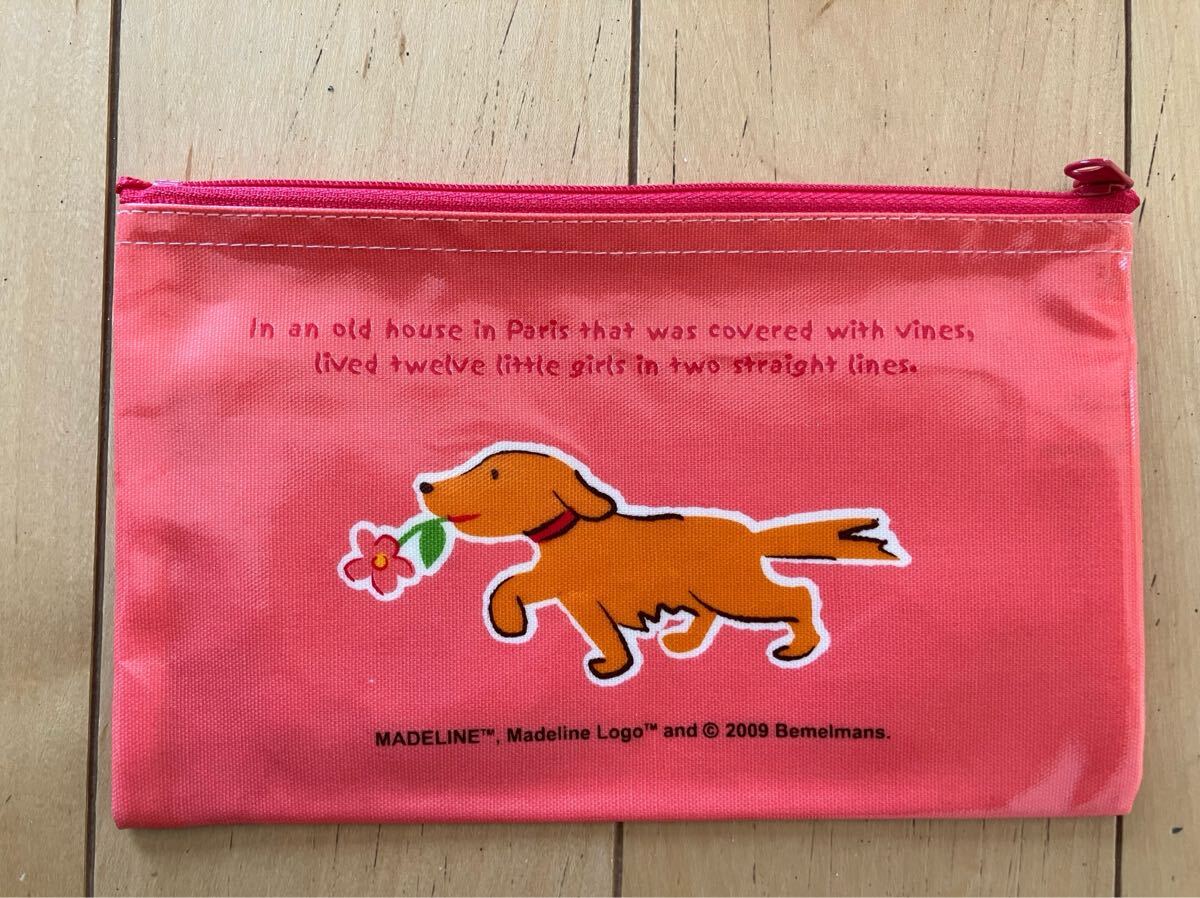 In an old house in Paris that was covered with vines,
lived twelve little girls in two straight lines.
MADELINE™, Madeline Logo™ and © 2009 Bemelmans.